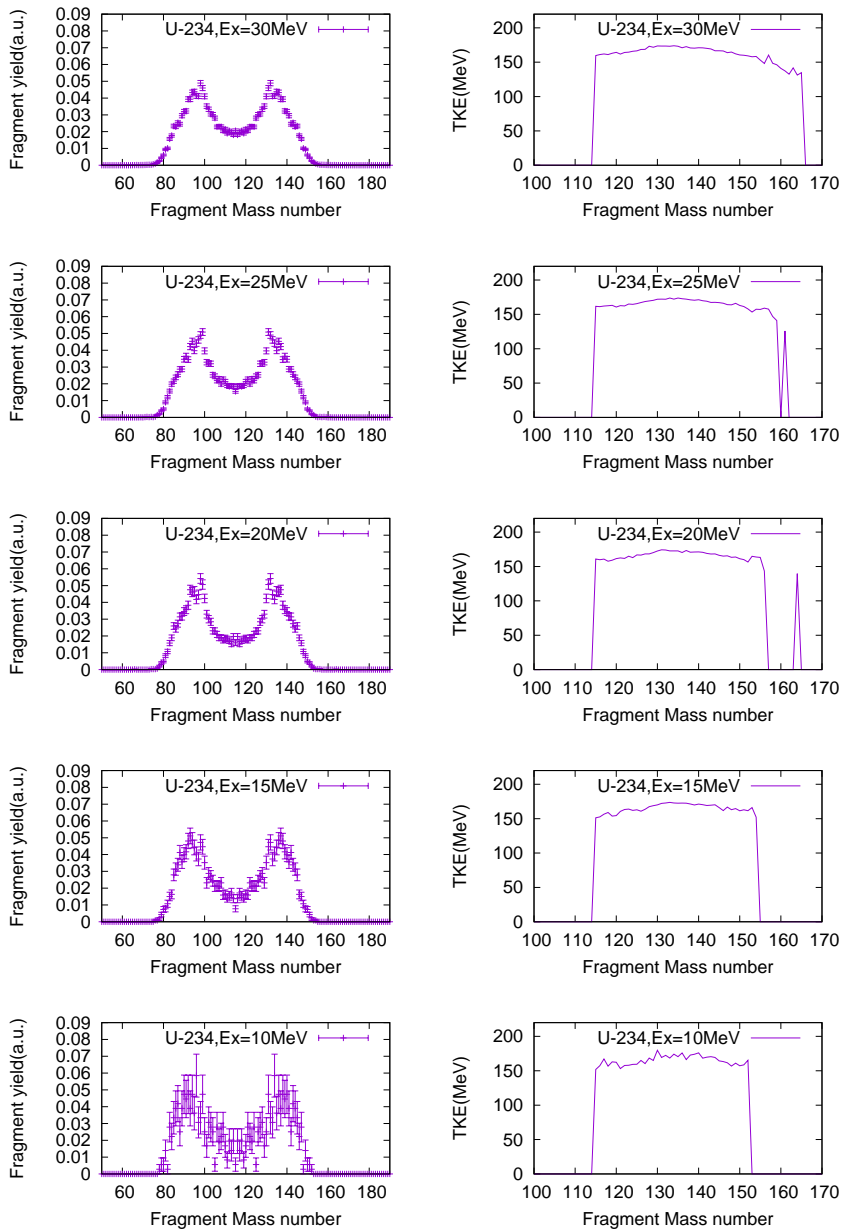 Fragment yield(a.u.)
0.09
0.08
0.07
0.06
0.05
0.04
0.03
0.02
0.01
0
U-234,Ex=30MeV
60 80 100 120 140 160 180
Fragment Mass number
TKE(MeV)
200
150
100
50
0
U-234,Ex=30MeV
100 110 120 130 140 150 160 170
Fragment Mass number
Fragment yield(a.u.)
0.09
0.08
0.07
0.06
0.05
0.04
0.03
0.02
0.01
0
U-234,Ex=25MeV
60 80 100 120 140 160 180
Fragment Mass number
TKE(MeV)
200
150
100
50
0
U-234,Ex=25MeV
100 110 120 130 140 150 160 170
Fragment Mass number
Fragment yield(a.u.)
0.09
0.08
0.07
0.06
0.05
0.04
0.03
0.02
0.01
0
U-234,Ex=20MeV
60 80 100 120 140 160 180
Fragment Mass number
TKE(MeV)
200
150
100
50
0
U-234,Ex=20MeV
100 110 120 130 140 150 160 170
Fragment Mass number
Fragment yield(a.u.)
0.09
0.08
0.07
0.06
0.05
0.04
0.03
0.02
0.01
0
U-234,Ex=15MeV
60 80 100 120 140 160 180
Fragment Mass number
TKE(MeV)
200
150
100
50
0
U-234,Ex=15MeV
100 110 120 130 140 150 160 170
Fragment Mass number
Fragment yield(a.u.)
0.09
0.08
0.07
0.06
0.05
0.04
0.03
0.02
0.01
0
U-234,Ex=10MeV
60 80 100 120 140 160 180
Fragment Mass number
TKE(MeV)
200
150
100
50
0
U-234,Ex=10MeV
100 110 120 130 140 150 160 170
Fragment Mass number